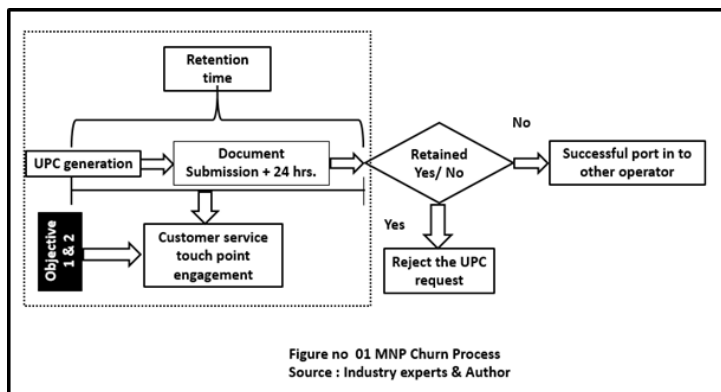 Retention
time
No
UPC generation
Document
Submission + 24 hrs.
Retained
Yes/ No
Successful port in to
other operator
Objective
1 & 2
Customer service
touch point
engagement
Yes
Reject the UPC
request
Figure no 01 MNP Churn Process
Source : Industry experts & Author